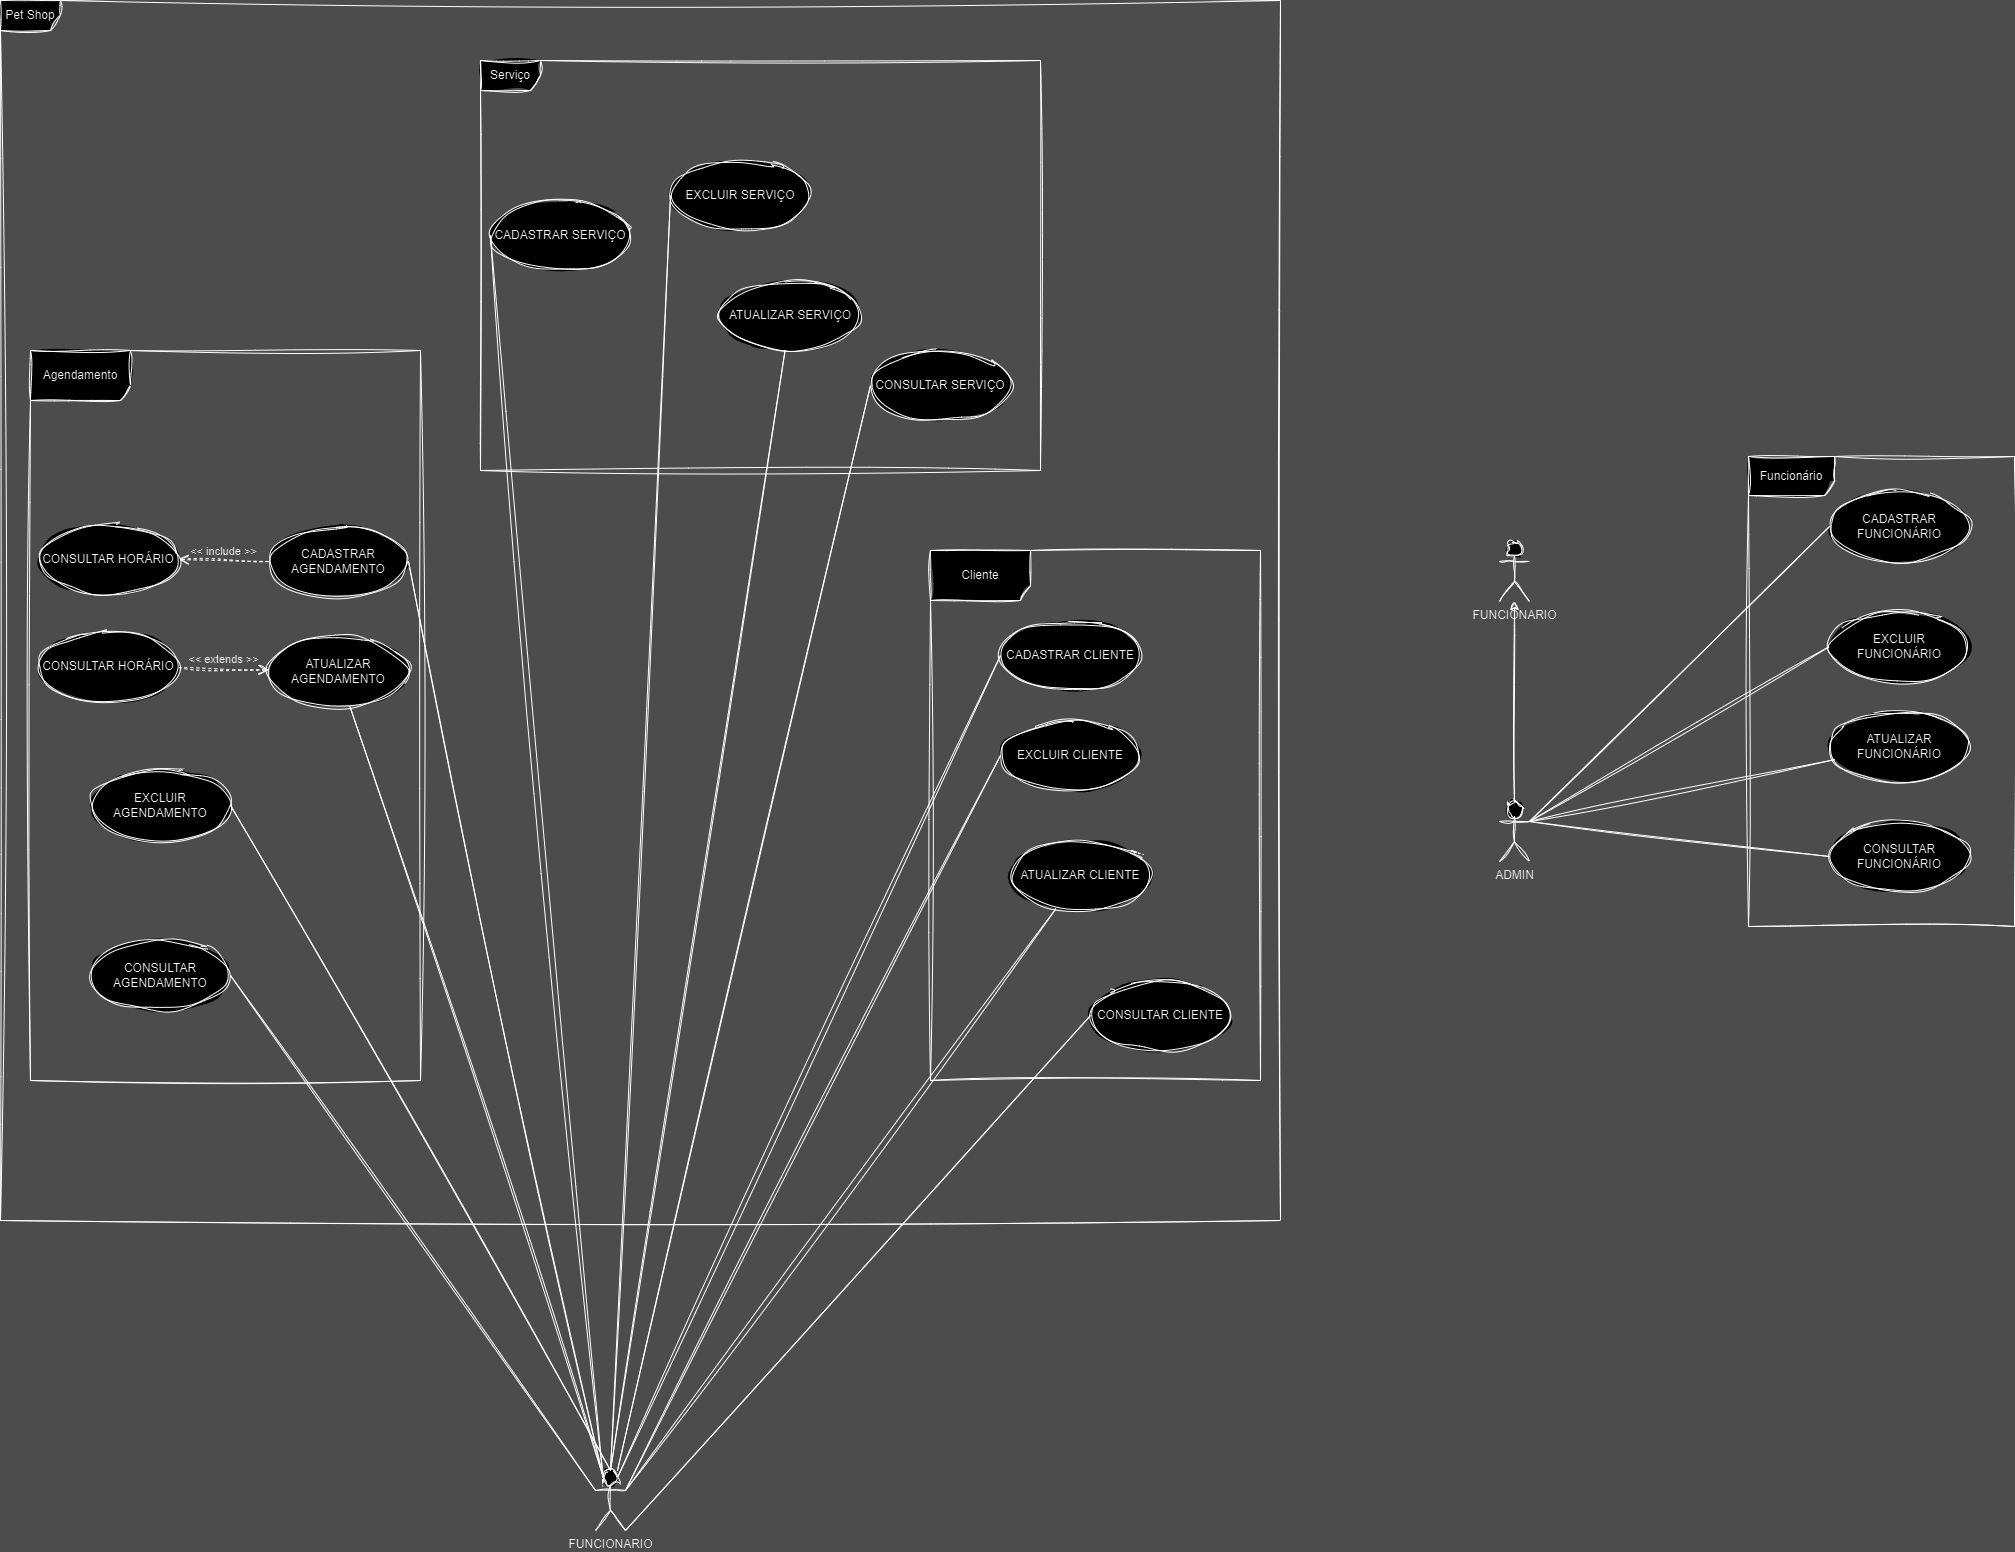 Pet Shop
Serviço
EXCLUIR SERVIÇO
CADASTRAR SERVIÇO
ATUALIZAR SERVIÇO
CONSULTAR SERVIÇO
Agendamento
CONSULTAR HORÁRIO
<< include >>
CADASTRAR
AGENDAMENTO
CONSULTAR HORÁRIO
<< extends >>
ATUALIZAR
AGENDAMENTO
EXCLUIR
AGENDAMENTO
CONSULTAR
AGENDAMENTO
Cliente
CADASTRAR CLIENTE
EXCLUIR CLIENTE
ATUALIZAR CLIENTE
CONSULTAR CLIENTE
FUNCIONARIO
FUNCIONARIO
ADMIN
Funcionário
CADASTRAR
FUNCIONÁRIO
EXCLUIR
FUNCIONÁRIO
ATUALIZAR
FUNCIONÁRIO
CONSULTAR
FUNCIONÁRIO